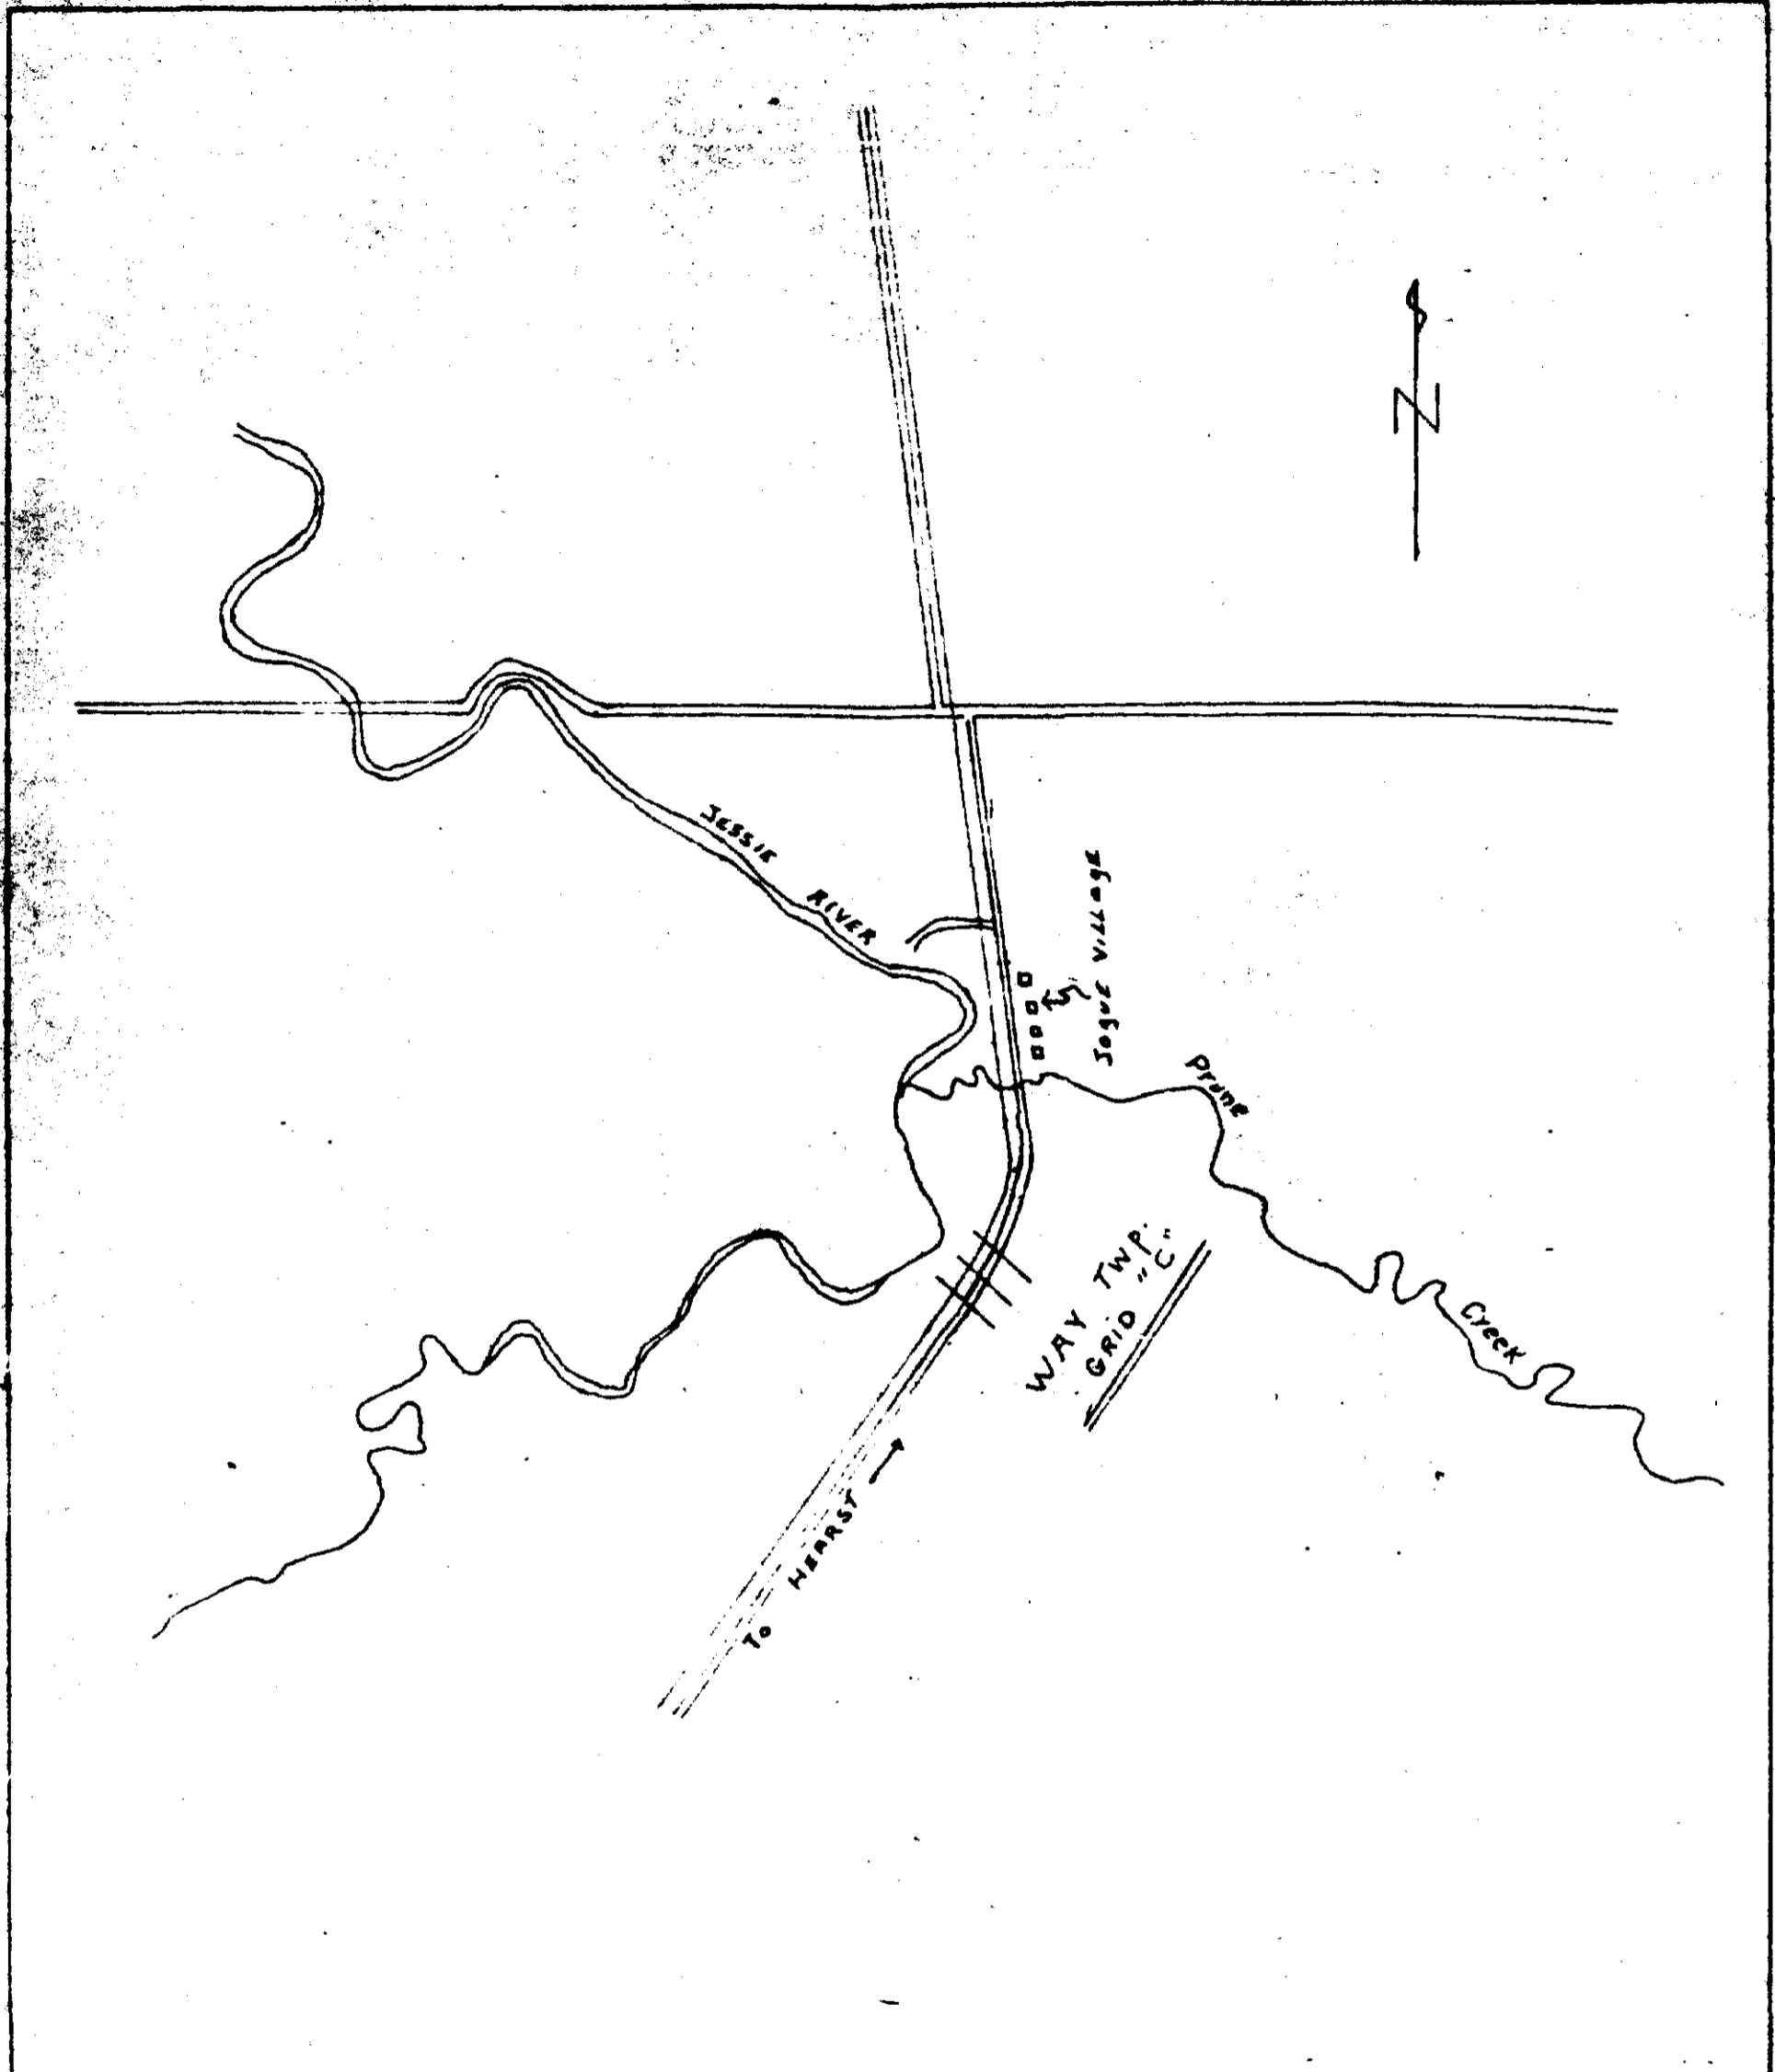 N
JESSIE
RIVER
Jogue Village
Prune
Creek
WAY TWP.
GRID "C"
To HEARST